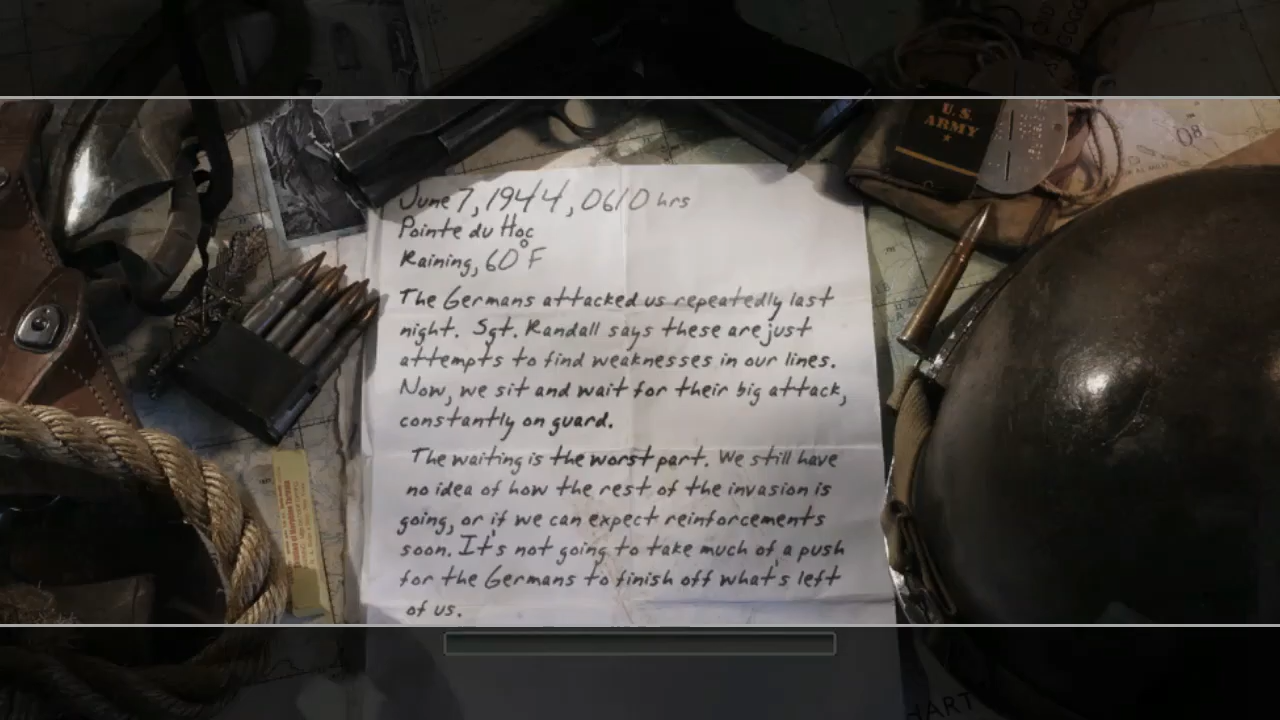 U.S.
ARMY
June 7, 1944, 0610 hrs
Pointe du Hoc
Raining, 60°F
The Germans attacked us repeatedly last
night. Sgt. Randall says these are just
attempts to find weaknesses in our lines.
Now, we sit and wait for their big attack,
constantly on guard.
The waiting is the worst part. We still have
no idea of how the rest of the invasion is
going, or if we can expect reinforcements
soon. It's not going to take much of a push
for the Germans to finish off what's left
of us.